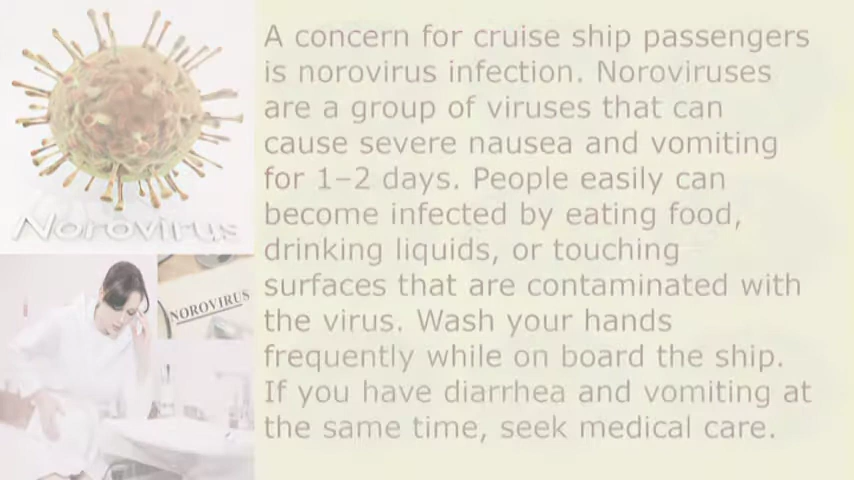 A concern for cruise ship passengers
is norovirus infection. Noroviruses
are a group of viruses that can
cause severe nausea and vomiting
for 1–2 days. People easily can
become infected by eating food,
drinking liquids, or touching
surfaces that are contaminated with
the virus. Wash your hands
frequently while on board the ship.
If you have diarrhea and vomiting at
the same time, seek medical care.
Norovirus
NOROVIRUS